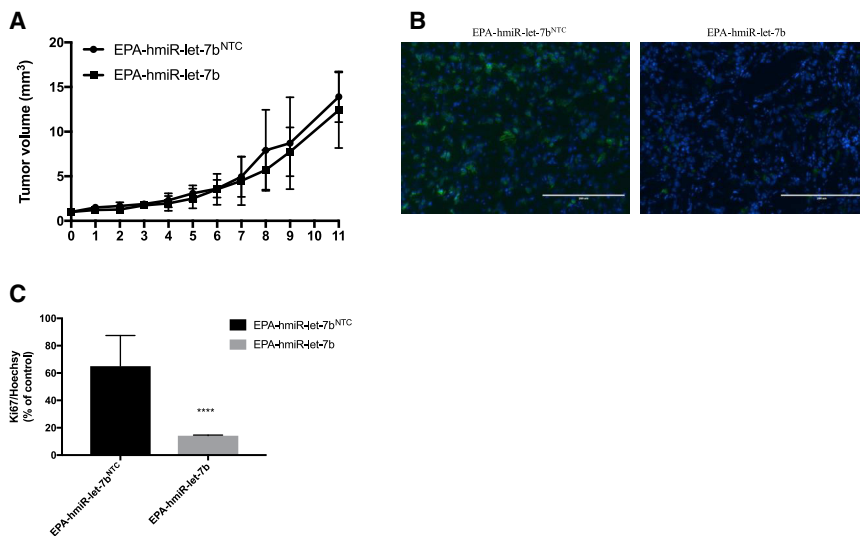 A
EPA-hmiR-let-7bNTC
EPA-hmiR-let-7b
Tumor volume (mm3)
20
15
10
5
0
0 1 2 3 4 5 6 7 8 9 10 11
B
EPA-hmiR-let-7bNTC EPA-hmiR-let-7b
C
EPA-hmiR-let-7bNTC
EPA-hmiR-let-7b
Ki67/Hoechsy
(% of control)
100
80
60
40
20
0
****
EPA-hmiR-let-7bNTC
EPA-hmiR-let-7b